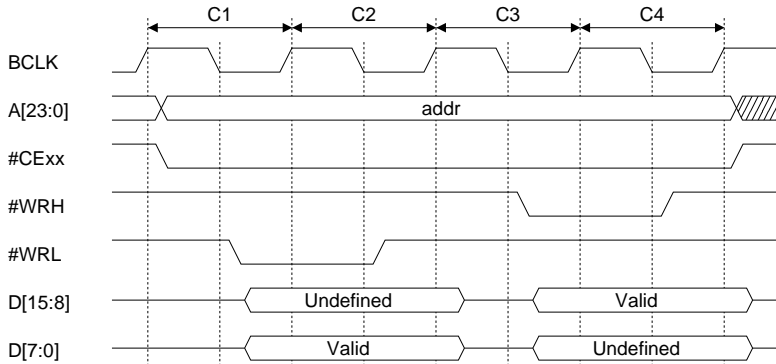 C1 C2 C3 C4
BCLK
A[23:0] addr
#CExx
#WRH
#WRL
D[15:8] Undefined Valid
D[7:0] Valid Undefined